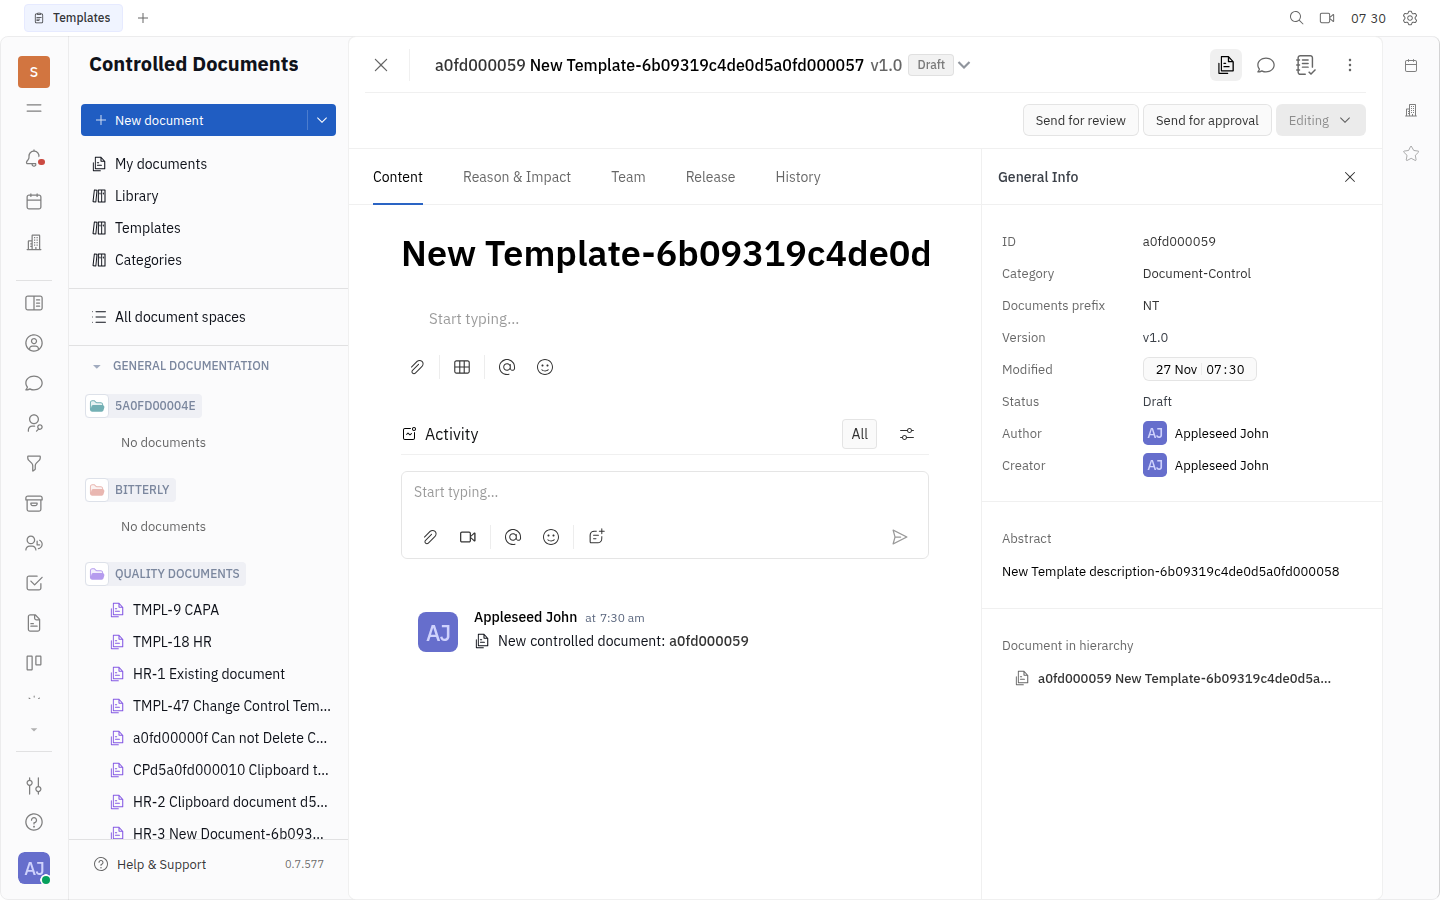 Templates
07 30
S
Controlled Documents
New document
My documents
Library
Templates
Categories
All document spaces
GENERAL DOCUMENTATION
5A0FD00004E
No documents
BITTERLY
No documents
QUALITY DOCUMENTS
TMPL-9 CAPA
TMPL-18 HR
HR-1 Existing document
TMPL-47 Change Control Tem...
a0fd00000f Can not Delete C...
CPd5a0fd000010 Clipboard t...
HR-2 Clipboard document d5...
HR-3 New Document-6b093...
Help & Support
0.7.577
AJ
a0fd000059 New Template-6b09319c4de0d5a0fd000057 v1.0 Draft
Send for review
Send for approval
Editing
Content
Reason & Impact
Team
Release
History
New Template-6b09319c4de0d
Start typing...
Activity
All
Start typing...
AJ
Appleseed John at 7:30 am
New controlled document: a0fd000059
General Info
ID a0fd000059
Category Document-Control
Documents prefix NT
Version v1.0
Modified 27 Nov 07:30
Status Draft
Author AJ Appleseed John
Creator AJ Appleseed John
Abstract
New Template description-6b09319c4de0d5a0fd000058
Document in hierarchy
a0fd000059 New Template-6b09319c4de0d5a...